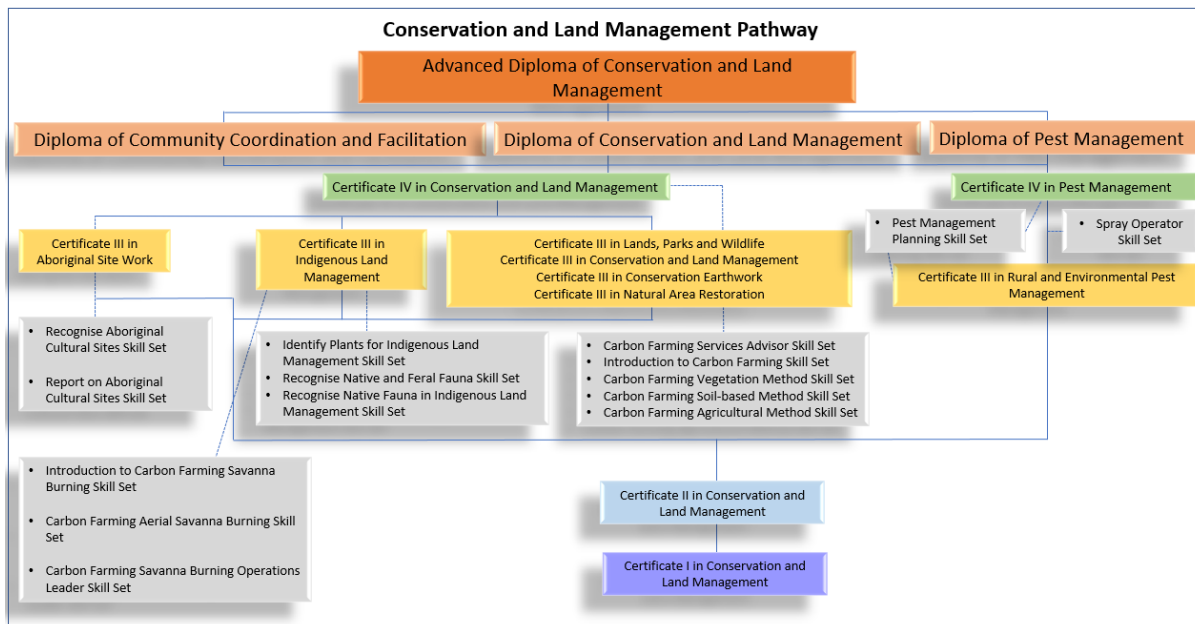 Conservation and Land Management Pathway
Advanced Diploma of Conservation and Land
Management
Diploma of Community Coordination and Facilitation
Diploma of Conservation and Land Management
Diploma of Pest Management
Certificate IV in Conservation and Land Management
Certificate IV in Pest Management
• Pest Management
Planning Skill Set
• Spray Operator
Skill Set
Certificate III in
Aboriginal Site Work
Certificate III in
Indigenous Land
Management
Certificate III in Lands, Parks and Wildlife
Certificate III in Conservation and Land Management
Certificate III in Conservation Earthwork
Certificate III in Natural Area Restoration
Certificate III in Rural and Environmental Pest
Management
• Recognise Aboriginal
Cultural Sites Skill Set
• Report on Aboriginal
Cultural Sites Skill Set
• Identify Plants for Indigenous Land
Management Skill Set
• Recognise Native and Feral Fauna Skill Set
• Recognise Native Fauna in Indigenous Land
Management Skill Set
• Carbon Farming Services Advisor Skill Set
• Introduction to Carbon Farming Skill Set
• Carbon Farming Vegetation Method Skill Set
• Carbon Farming Soil-based Method Skill Set
• Carbon Farming Agricultural Method Skill Set
• Introduction to Carbon Farming Savanna
Burning Skill Set
• Carbon Farming Aerial Savanna Burning Skill
Set
• Carbon Farming Savanna Burning Operations
Leader Skill Set
Certificate II in Conservation and
Land Management
Certificate I in Conservation and
Land Management